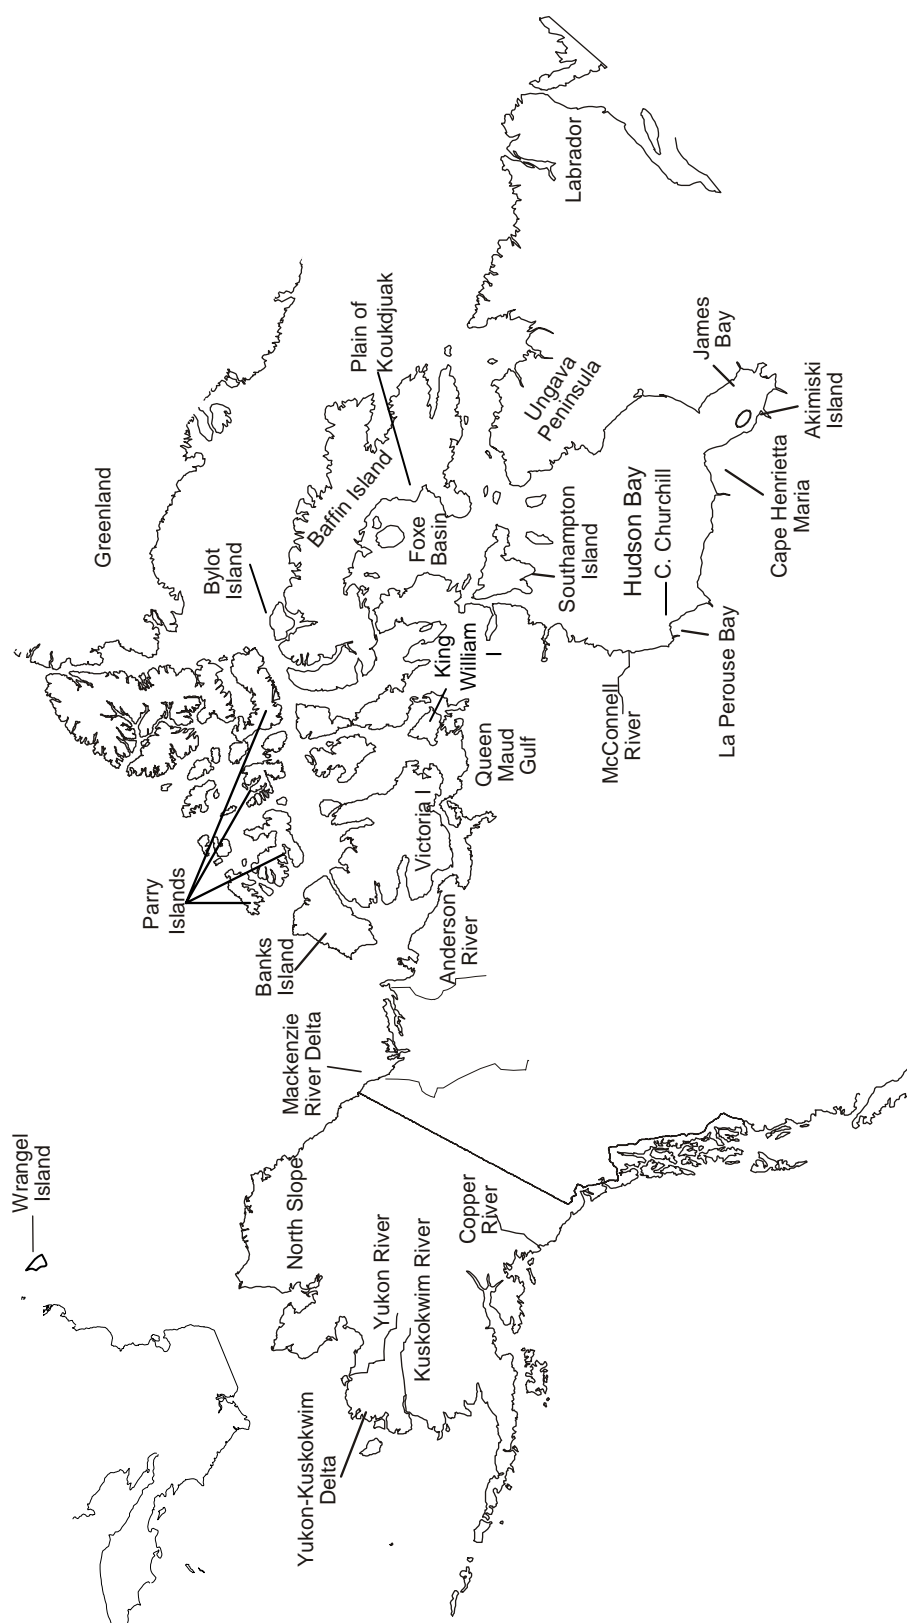 Wrangel
Island
North Slope
Mackenzie
River Delta
Yukon River
Kuskokwim River
Yukon-Kuskokwim
Delta
Copper
River
Parry
Islands
Banks
Island
Victoria I
Anderson
River
Queen
Maud
Gulf
King
William
I
Greenland
Bylot
Island
Baffin Island
Foxe
Basin
Plain of
Koukdjuak
Southampton
Island
Hudson Bay
C. Churchill
McConnell
River
La Perouse Bay
Cape Henrietta
Maria
Akimiski
Island
James
Bay
Ungava
Peninsula
Labrador